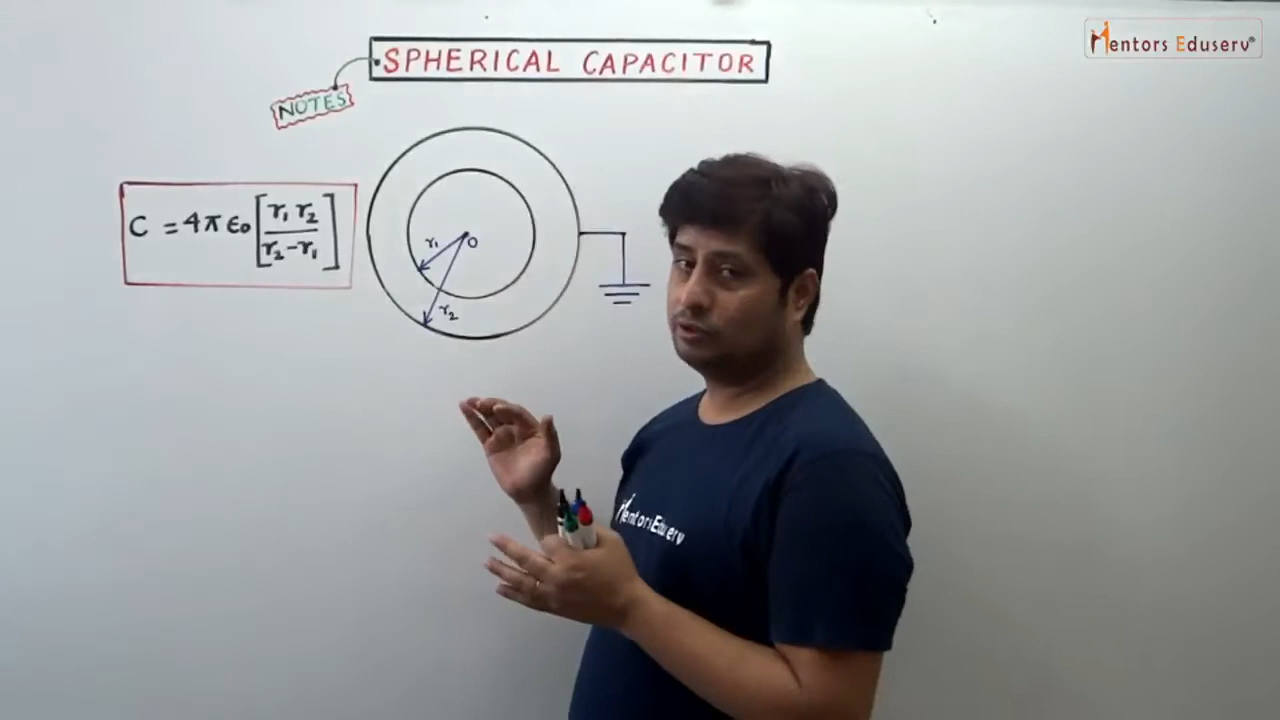 Mentors Eduserv®
SPHERICAL CAPACITOR
NOTES
C = 4π ε₀ [r₁ r₂ / r₂ - r₁]
r₁
O
r₂
Mentors Eduserv